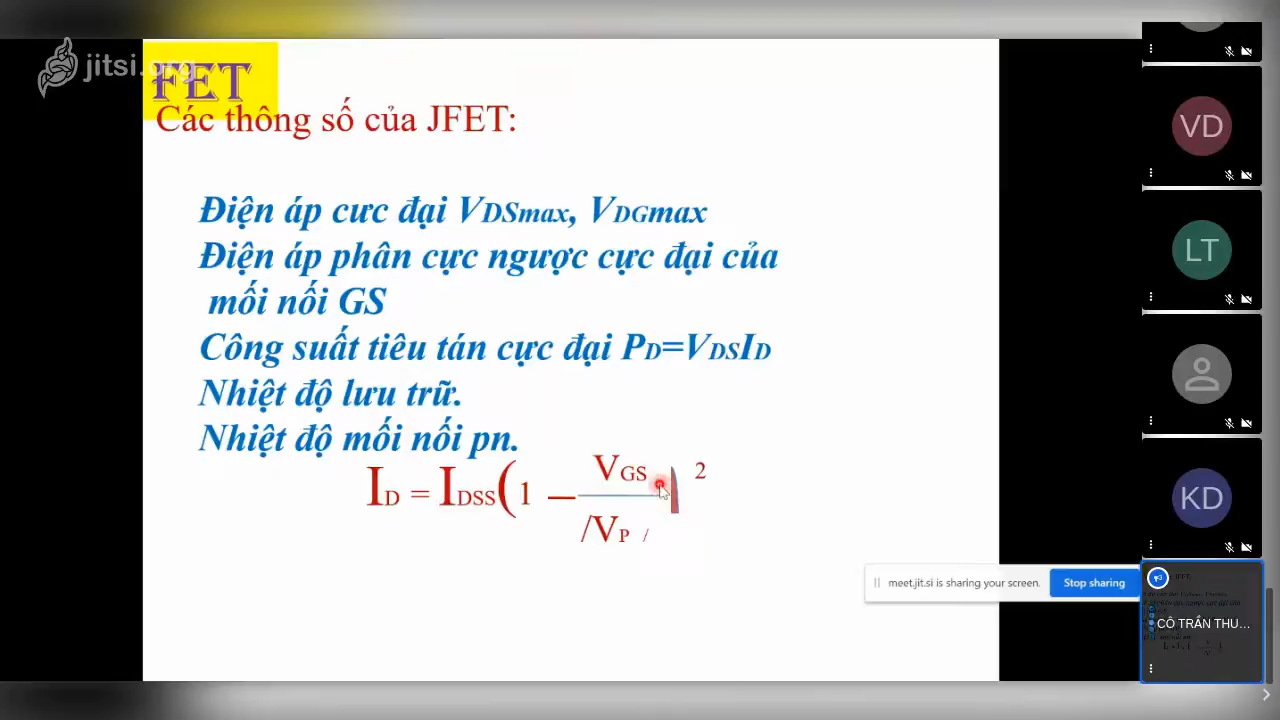 jitsi.org
FET
Các thông số của JFET:
Điện áp cưc đại VDSmax, VDGmax
Điện áp phân cực ngược cực đại của
mối nối GS
Công suất tiêu tán cực đại PD=VDSID
Nhiệt độ lưu trữ.
Nhiệt độ mối nối pn.
ID = IDSS(1 – VGS
/VP /
) 2
meet.jit.si is sharing your screen.
Stop sharing
VD
LT
KD
CÔ TRẦN THU...